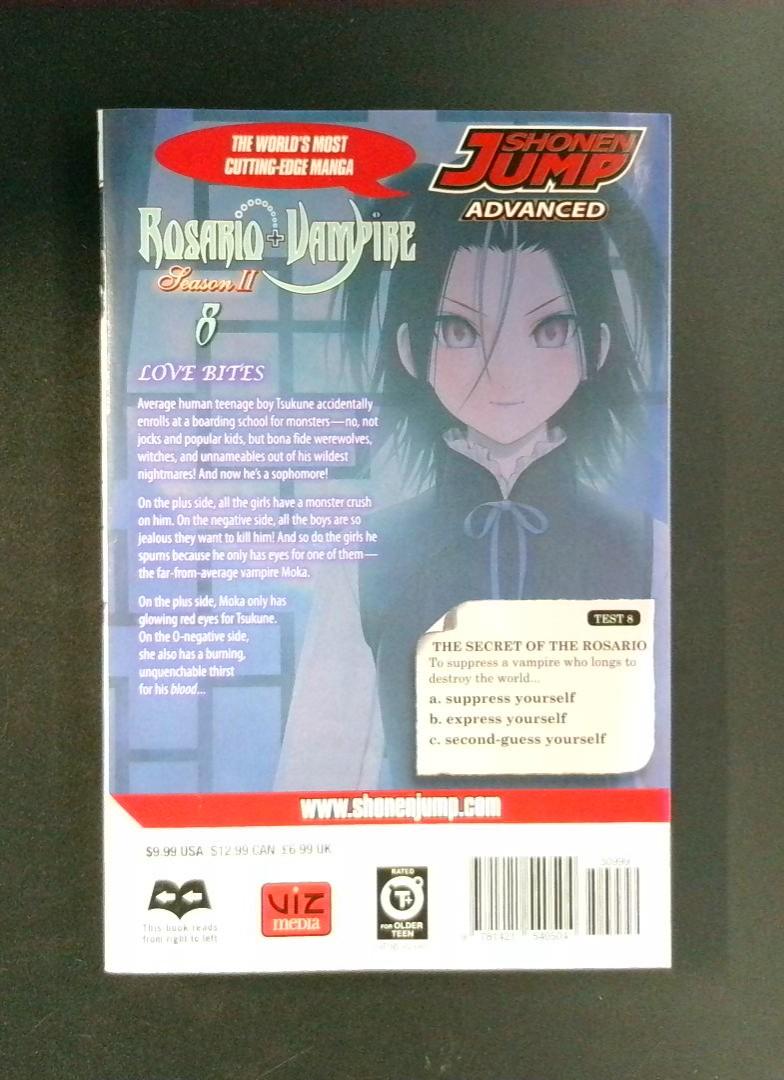 THE WORLD'S MOST
CUTTING-EDGE MANGA
SHONEN
JUMP
ADVANCED
ROSARIO+VAMPIRE
Season II
8
LOVE BITES
Average human teenage boy Tsukune accidentally
enrolls at a boarding school for monsters—no, not
jocks and popular kids, but bona fide werewolves,
witches, and unnameables out of his wildest
nightmares! And now he's a sophomore!
On the plus side, all the girls have a monster crush
on him. On the negative side, all the boys are so
jealous they want to kill him! And so do the girls he
spurns because he only has eyes for one of them—
the far-from-average vampire Moka.
On the plus side, Moka only has
glowing red eyes for Tsukune.
On the O-negative side,
she also has a burning,
unquenchable thirst
for his blood...
TEST 8
THE SECRET OF THE ROSARIO
To suppress a vampire who longs to
destroy the world...
a. suppress yourself
b. express yourself
c. second-guess yourself
www.shonenjump.com
$9.99 USA $12.99 CAN £6.99 UK
This book reads
from right to left
VIZ
media
RATED
T+
FOR OLDER
TEEN
50999
9 781421 540504